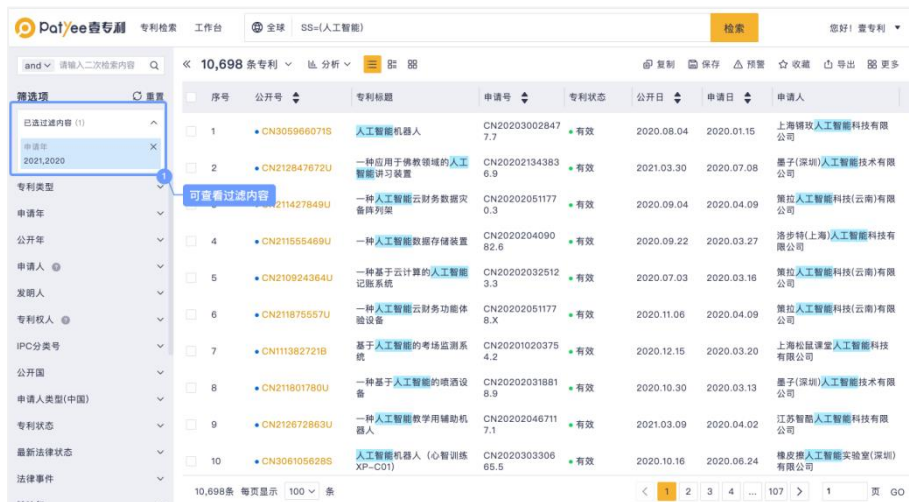 Patyee壹专利 专利检索 工作台 全球 SS=(人工智能) 检索 您好! 壹专利
and 请输入二次检索内容
10,698 条专利 分析 复制 保存 预警 收藏 导出 更多
筛选项 重置
序号 公开号 专利标题 申请号 专利状态 公开日 申请日 申请人
已选过滤内容 (1)
申请年
2021,2020
1
可查看过滤内容
专利类型
申请年
公开年
申请人
发明人
专利权人
IPC分类号
公开国
申请人类型(中国)
专利状态
最新法律状态
法律事件
1 CN305966071S 人工智能机器人 CN20203002847 有效 2020.08.04 2020.01.15 上海锵玫人工智能科技有限
7.7 公司
2 CN212847672U 一种应用于佛教领域的人工 CN20202134383 有效 2021.03.30 2020.07.08 墨子(深圳)人工智能技术有限
智能讲习装置 6.9 公司
211427849U 一种人工智能云财务数据灾 CN20202051177 有效 2020.09.04 2020.04.09 策拉人工智能科技(云南)有限
备阵列架 0.3 公司
4 CN211555469U 一种人工智能数据存储装置 CN2020204090 有效 2020.09.22 2020.03.27 洛步特(上海)人工智能科技有
82.6 限公司
5 CN210924364U 一种基于云计算的人工智能 CN20202032512 有效 2020.07.03 2020.03.16 策拉人工智能科技(云南)有限
记账系统 3.3 公司
6 CN211875557U 一种人工智能云财务功能体 CN20202051177 有效 2020.11.06 2020.04.09 策拉人工智能科技(云南)有限
验设备 8.X 公司
7 CN111382721B 基于人工智能的考场监测系 CN20201020375 有效 2020.12.15 2020.03.20 上海松鼠课堂人工智能科技
统 4.2 有限公司
8 CN211801780U 一种基于人工智能的喷洒设 CN20202031881 有效 2020.10.30 2020.03.13 墨子(深圳)人工智能技术有限
备 8.9 公司
9 CN212672863U 一种人工智能教学用辅助机 CN20202046711 有效 2021.03.09 2020.04.02 江苏智酷人工智能科技有限
器人 7.1 公司
10 CN306105628S 人工智能机器人（心智训练 CN2020303306 有效 2020.10.16 2020.06.24 橡皮擦人工智能实验室(深圳)
XP-C01) 65.5 有限公司
10,698条 每页显示 100 条 1 2 3 4 ... 107 1 页 GO